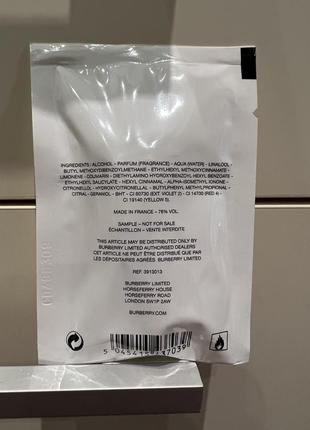 INGREDIENTS: ALCOHOL - PARFUM (FRAGRANCE) - AQUA (WATER) - LINALOOL -
BUTYL METHOXYDIBENZOYLMETHANE - ETHYLHEXYL METHOXYCINNAMATE -
LIMONENE - COUMARIN - DIETHYLAMINO HYDROXYBENZOYL HEXYL BENZOATE
- ETHYLHEXYL SALICYLATE - HEXYL CINNAMAL - ALPHA-ISOMETHYL IONONE -
CITRONELLOL - HYDROXYCITRONELLAL - BUTYLPHENYL METHYLPROPIONAL
- CITRAL - GERANIOL - BHT - CI 60730 (EXT. VIOLET 2) - CI 14700 (RED 4) -
CI 19140 (YELLOW 5).
MADE IN FRANCE - 76% VOL.
SAMPLE - NOT FOR SALE
ÉCHANTILLON - VENTE INTERDITE
THIS ARTICLE MAY BE DISTRIBUTED ONLY BY
BURBERRY LIMITED AUTHORISED DEALERS
CET ARTICLE NE PEUT ÊTRE DISTRIBUÉ QUE PAR
LES DÉPOSITAIRES AGRÉÉS BURBERRY LIMITED
REF. 3913013
BURBERRY LIMITED
HORSEFERRY HOUSE
HORSEFERRY ROAD
LONDON SW1P 2AW
BURBERRY.COM